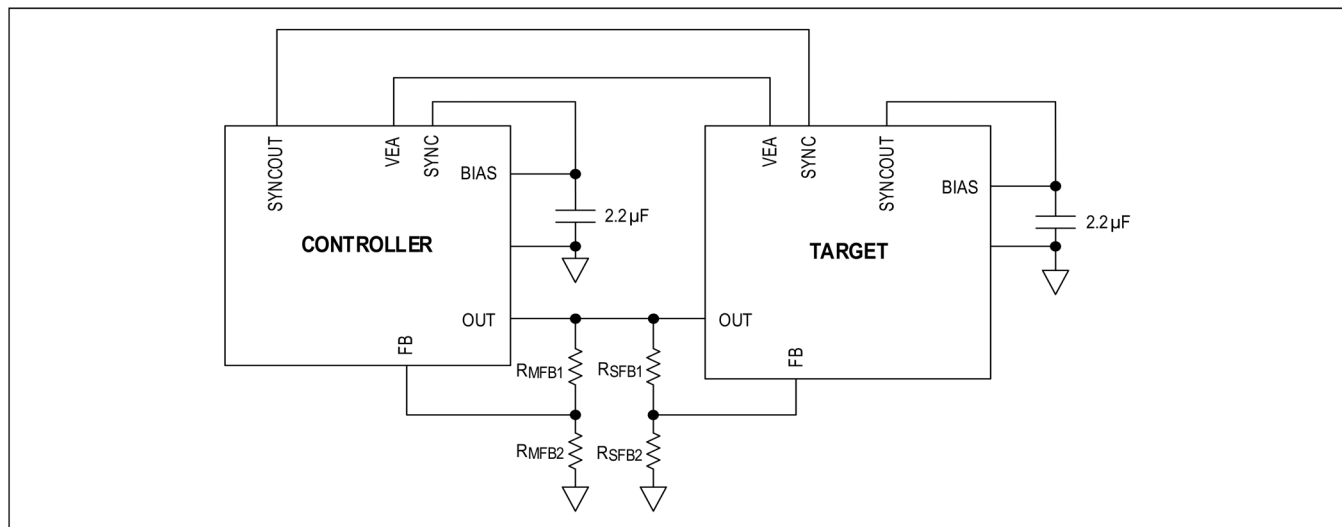 SYNCOUT
VEA
SYNC
BIAS
2.2µF
CONTROLLER
OUT
FB
VEA
SYNC
SYNCOUT
BIAS
2.2µF
TARGET
OUT
FB
RMFB1
RSFB1
RMFB2
RSFB2